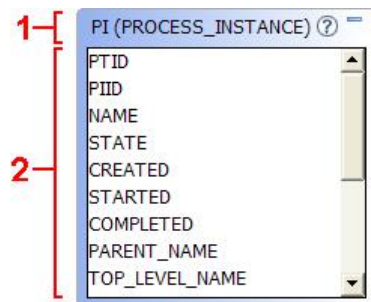 1 PI (PROCESS_INSTANCE) ?
PTID
PIID
NAME
STATE
2 CREATED
STARTED
COMPLETED
PARENT_NAME
TOP_LEVEL_NAME